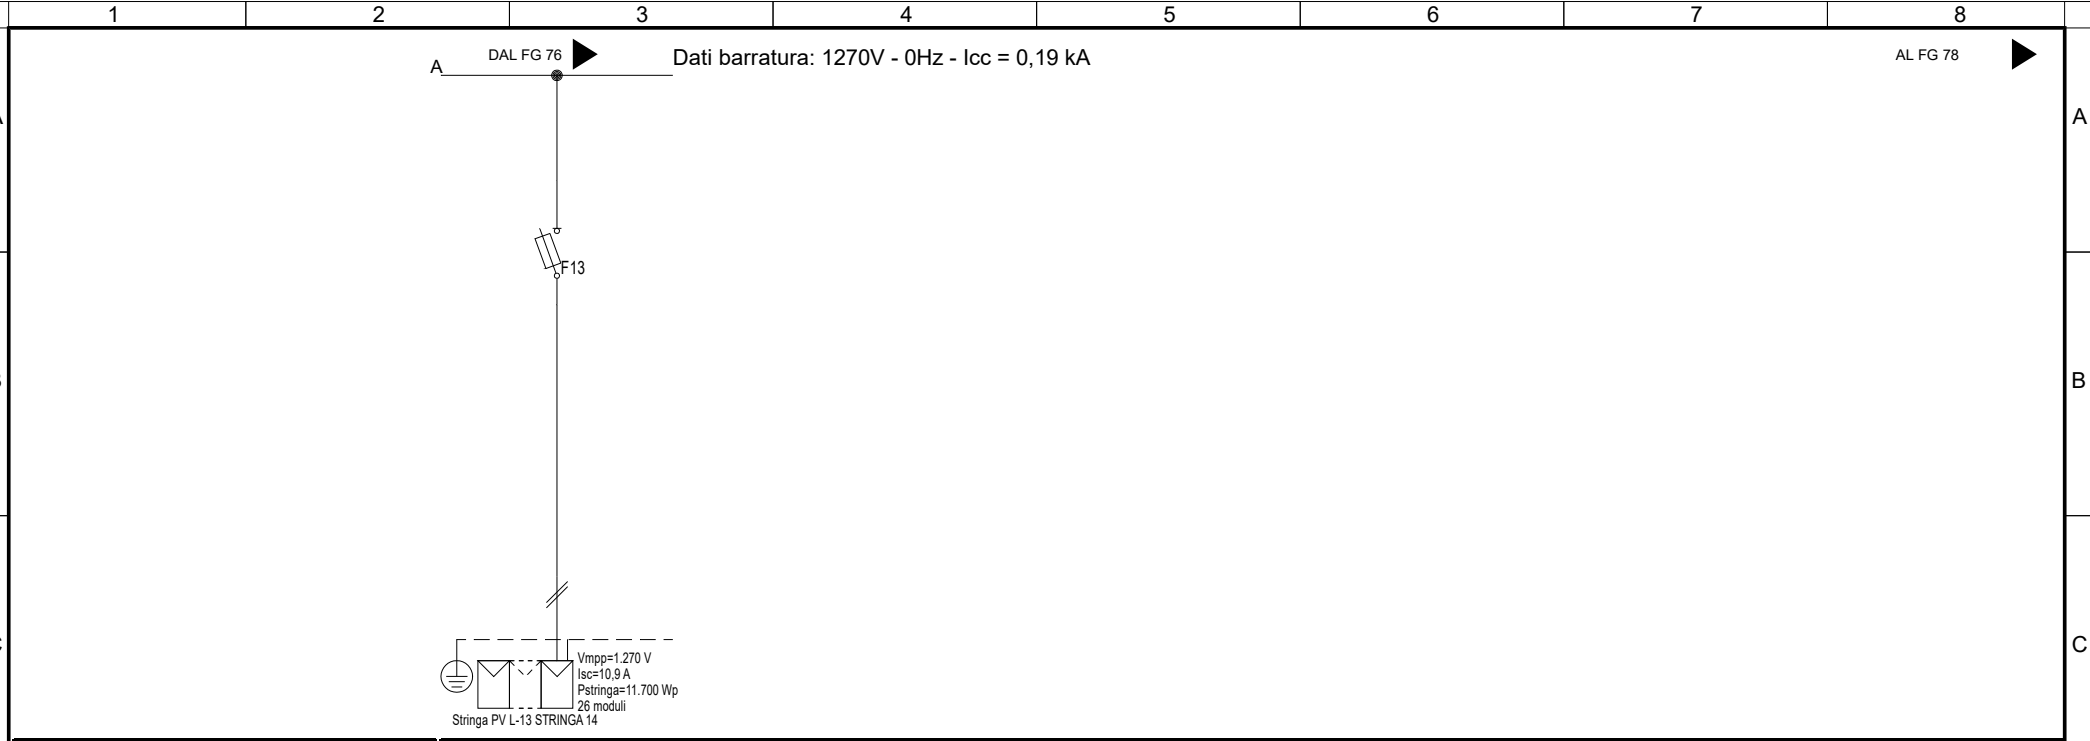 1 2 3 4 5 6 7 8
DAL FG 76 Dati barratura: 1270V - 0Hz - Icc = 0,19 kA AL FG 78
A
A
F13
B
C
Vmpp=1.270 V
Isc=10,9 A
Pstringa=11.700 Wp
26 moduli
Stringa PV L-13 STRINGA 14